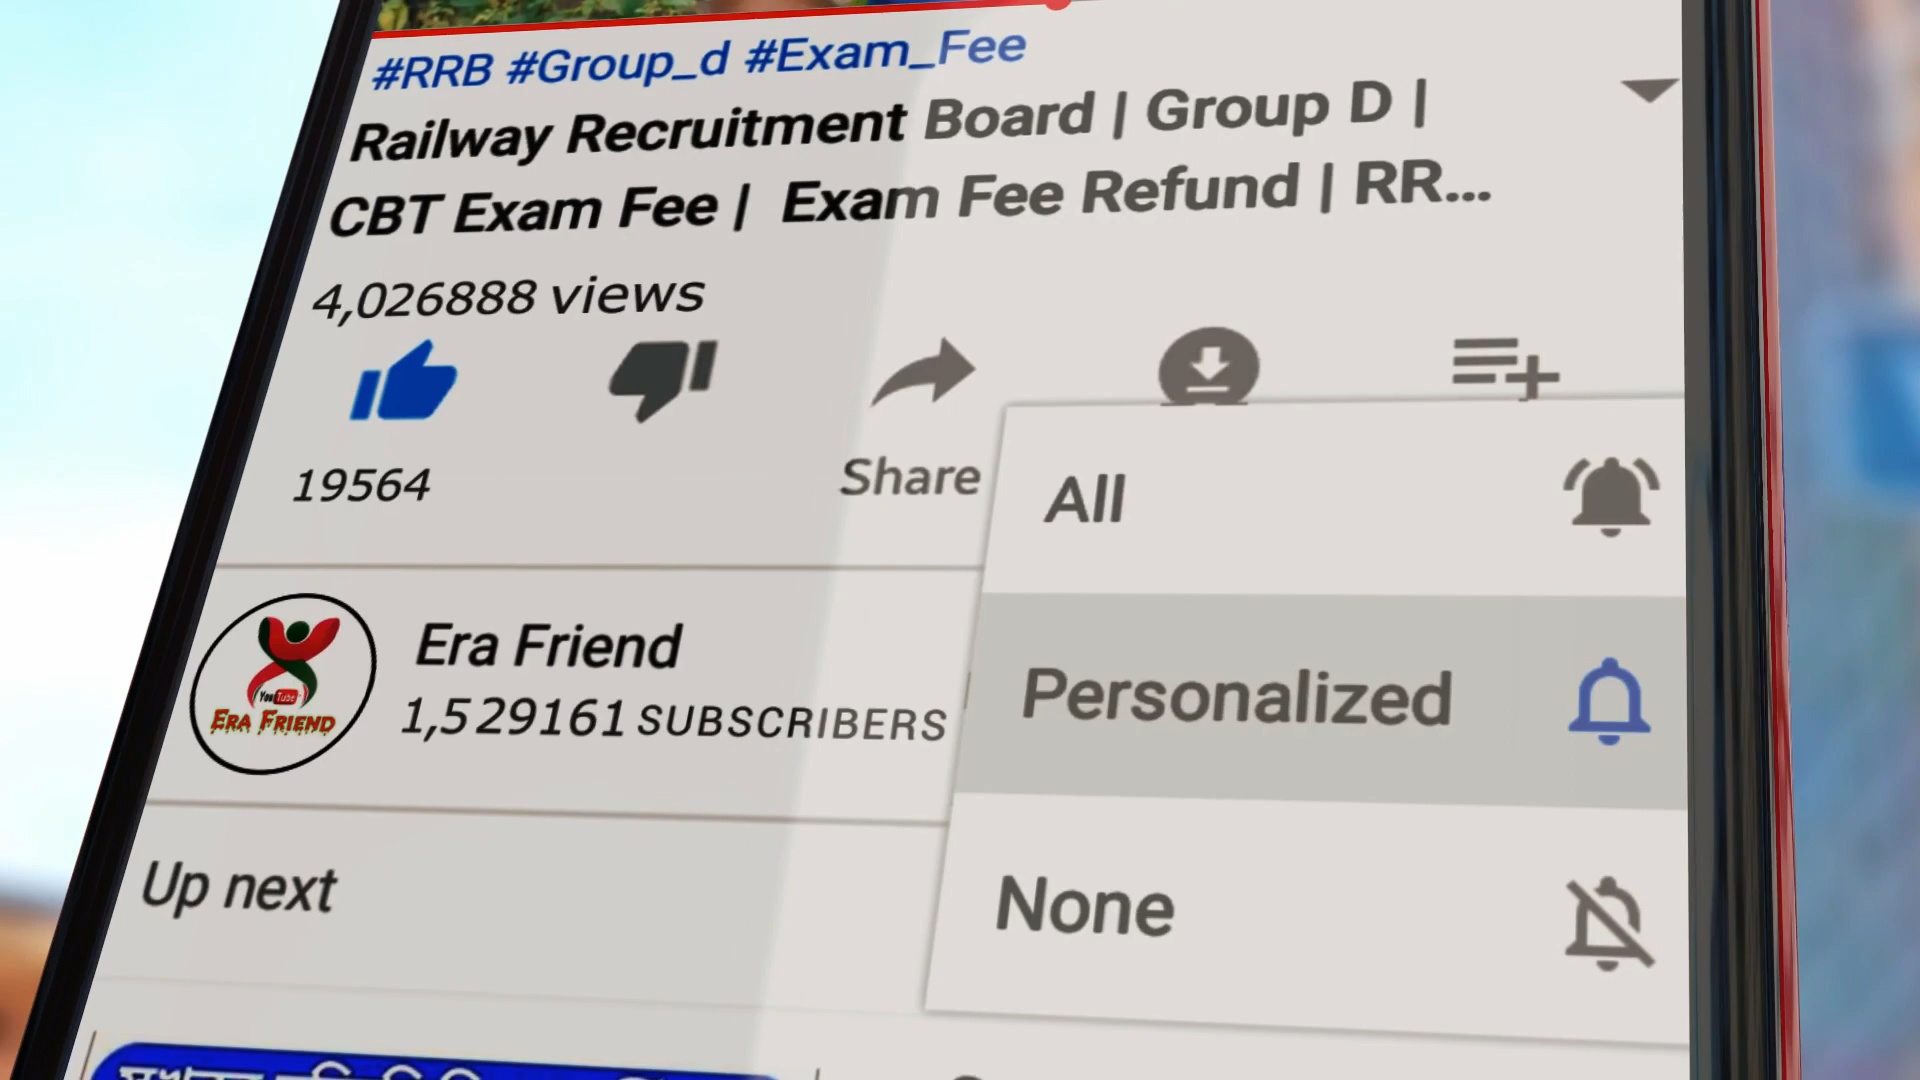 #RRB #Group_d #Exam_Fee
Railway Recruitment Board | Group D |
CBT Exam Fee | Exam Fee Refund | RR...
4,026888 views
19564
Share
All
Era Friend
1,529161 SUBSCRIBERS
YouTube
ERA FRIEND
Personalized
Up next
None